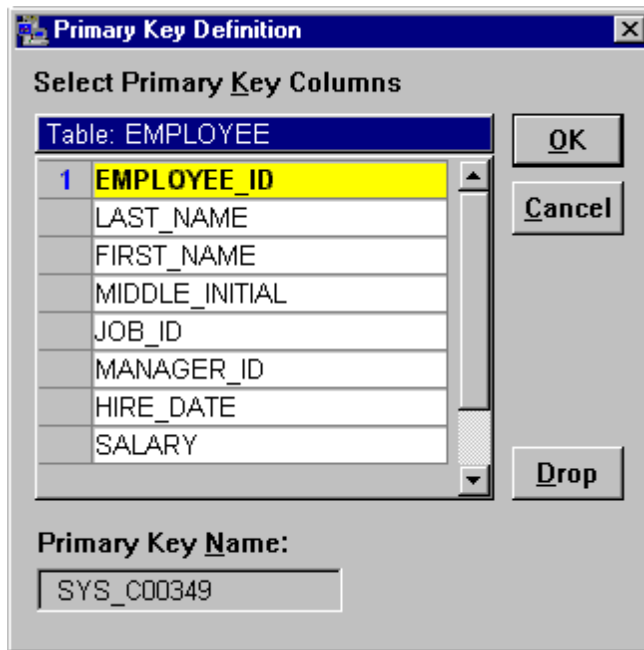 Primary Key Definition
Select Primary Key Columns
Table: EMPLOYEE
OK
1 EMPLOYEE_ID
Cancel
LAST_NAME
FIRST_NAME
MIDDLE_INITIAL
JOB_ID
MANAGER_ID
HIRE_DATE
SALARY
Drop
Primary Key Name:
SYS_C00349